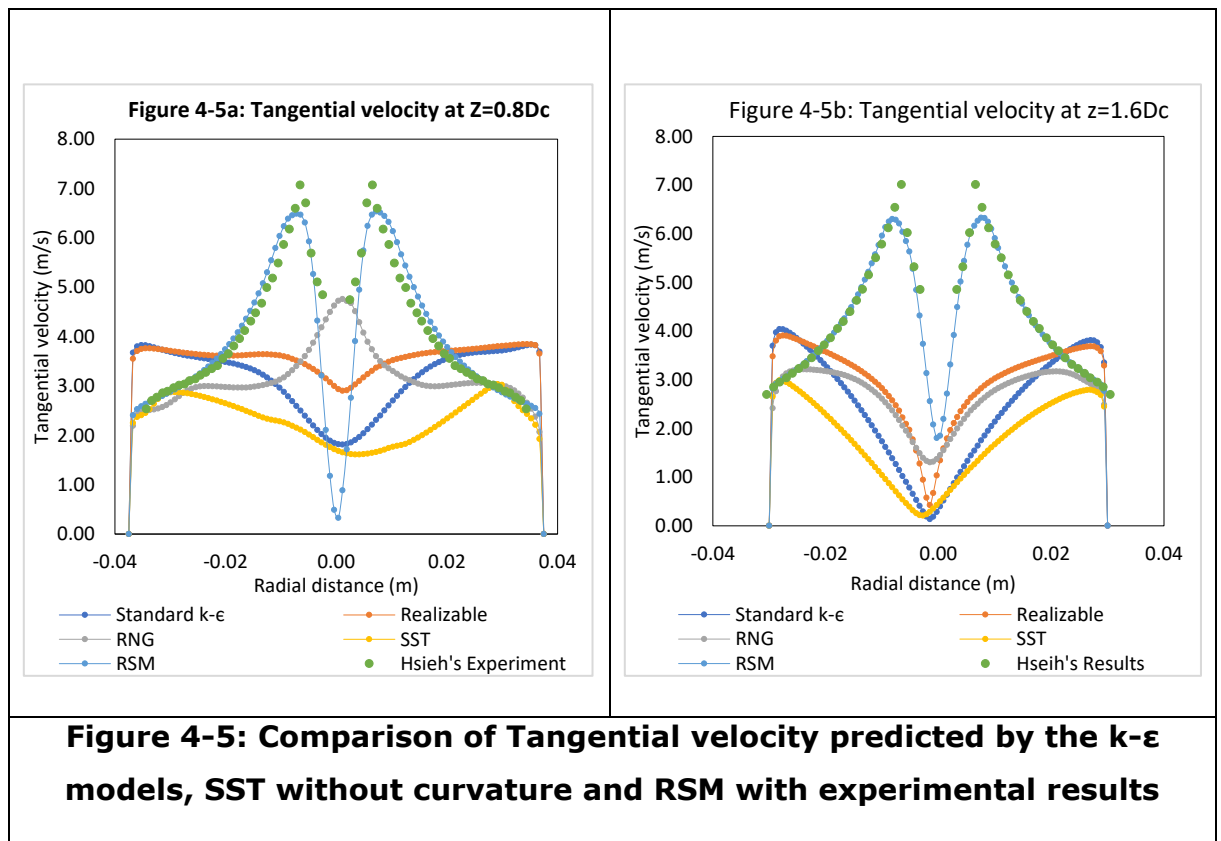 Figure 4-5a: Tangential velocity at Z=0.8Dc
8.00
7.00
6.00
5.00
4.00
3.00
2.00
1.00
0.00
Tangential velocity (m/s)
-0.04 -0.02 0.00 0.02 0.04
Radial distance (m)
Standard k-ε Realizable
RNG SST
RSM Hsieh's Experiment
Figure 4-5b: Tangential velocity at z=1.6Dc
8.00
7.00
6.00
5.00
4.00
3.00
2.00
1.00
0.00
Tangential velocity (m/s)
-0.04 -0.02 0.00 0.02 0.04
Radial distance (m)
Standard k-ε Realizable
RNG SST
RSM Hseih's Results
Figure 4-5: Comparison of Tangential velocity predicted by the k-ε
models, SST without curvature and RSM with experimental results